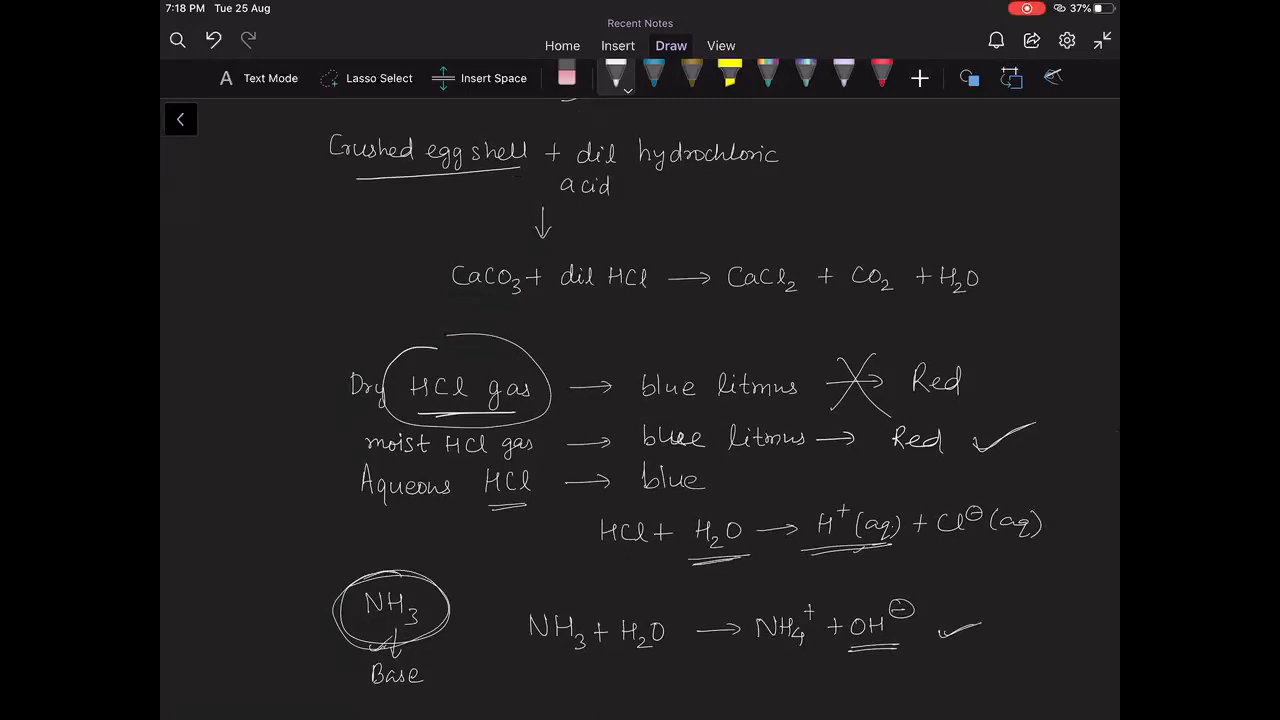 7:18 PM Tue 25 Aug
37%
Recent Notes
Home Insert Draw View
Text Mode Lasso Select Insert Space
Crushed egg shell + dil hydrochloric
acid
↓
CaCO₃ + dil HCl → CaCl₂ + CO₂ + H₂O
Dry HCl gas → blue litmus → Red
moist HCl gas → blue litmus → Red ✓
Aqueous HCl → blue
HCl + H₂O → H⁺(aq) + Cl⊖(aq)
NH₃
NH₃ + H₂O → NH₄⁺ + OH⊖ ✓
↓
Base